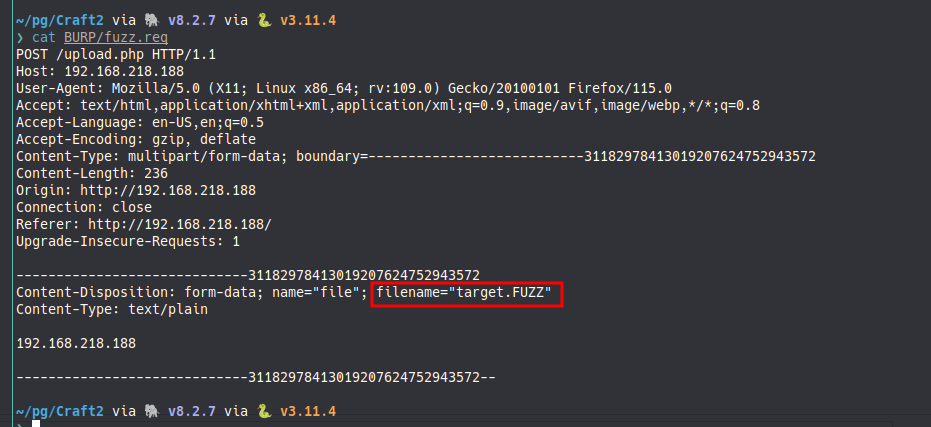 ~/pg/Craft2 via 🐘 v8.2.7 via 🐍 v3.11.4
❯ cat BURP/fuzz.req
POST /upload.php HTTP/1.1
Host: 192.168.218.188
User-Agent: Mozilla/5.0 (X11; Linux x86_64; rv:109.0) Gecko/20100101 Firefox/115.0
Accept: text/html,application/xhtml+xml,application/xml;q=0.9,image/avif,image/webp,*/*;q=0.8
Accept-Language: en-US,en;q=0.5
Accept-Encoding: gzip, deflate
Content-Type: multipart/form-data; boundary=---------------------------31182978413019207624752943572
Content-Length: 236
Origin: http://192.168.218.188
Connection: close
Referer: http://192.168.218.188/
Upgrade-Insecure-Requests: 1
-----------------------------31182978413019207624752943572
Content-Disposition: form-data; name="file"; filename="target.FUZZ"
Content-Type: text/plain
192.168.218.188
-----------------------------31182978413019207624752943572--
~/pg/Craft2 via 🐘 v8.2.7 via 🐍 v3.11.4
❯